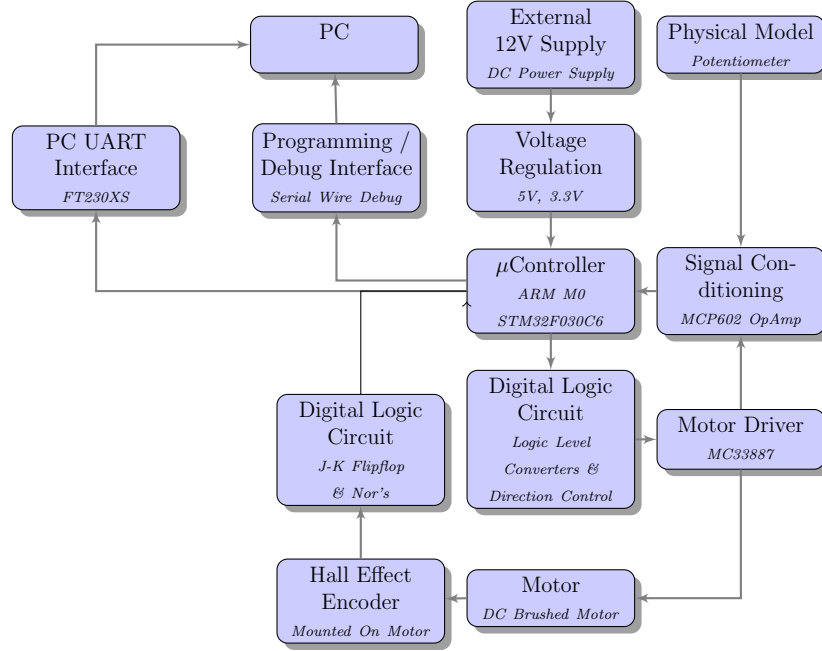 PC
External
12V Supply
DC Power Supply
Physical Model
Potentiometer
PC UART
Interface
FT230XS
Programming /
Debug Interface
Serial Wire Debug
Voltage
Regulation
5V, 3.3V
μController
ARM M0
STM32F030C6
Signal Con-
ditioning
MCP602 OpAmp
Digital Logic
Circuit
J-K Flipflop
& Nor's
Digital Logic
Circuit
Logic Level
Converters &
Direction Control
Motor Driver
MC33887
Hall Effect
Encoder
Mounted On Motor
Motor
DC Brushed Motor